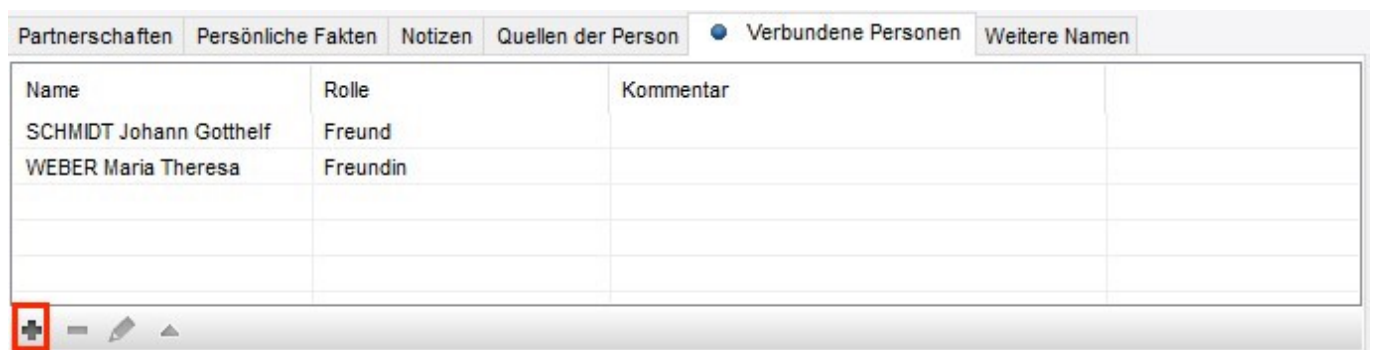 Partnerschaften Persönliche Fakten Notizen Quellen der Person Verbundene Personen Weitere Namen
Name Rolle Kommentar
SCHMIDT Johann Gotthelf Freund
WEBER Maria Theresa Freundin